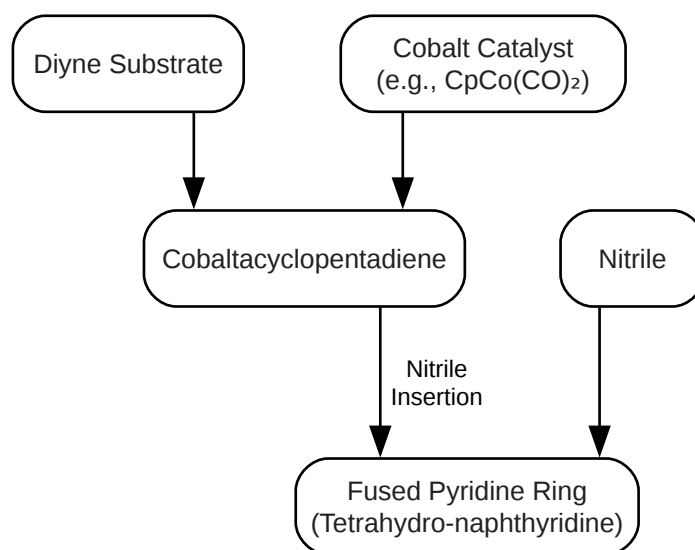 Diyne Substrate
Cobalt Catalyst
(e.g., CpCo(CO)₂)
Cobaltacyclopentadiene
Nitrile
Nitrile
Insertion
Fused Pyridine Ring
(Tetrahydro-naphthyridine)